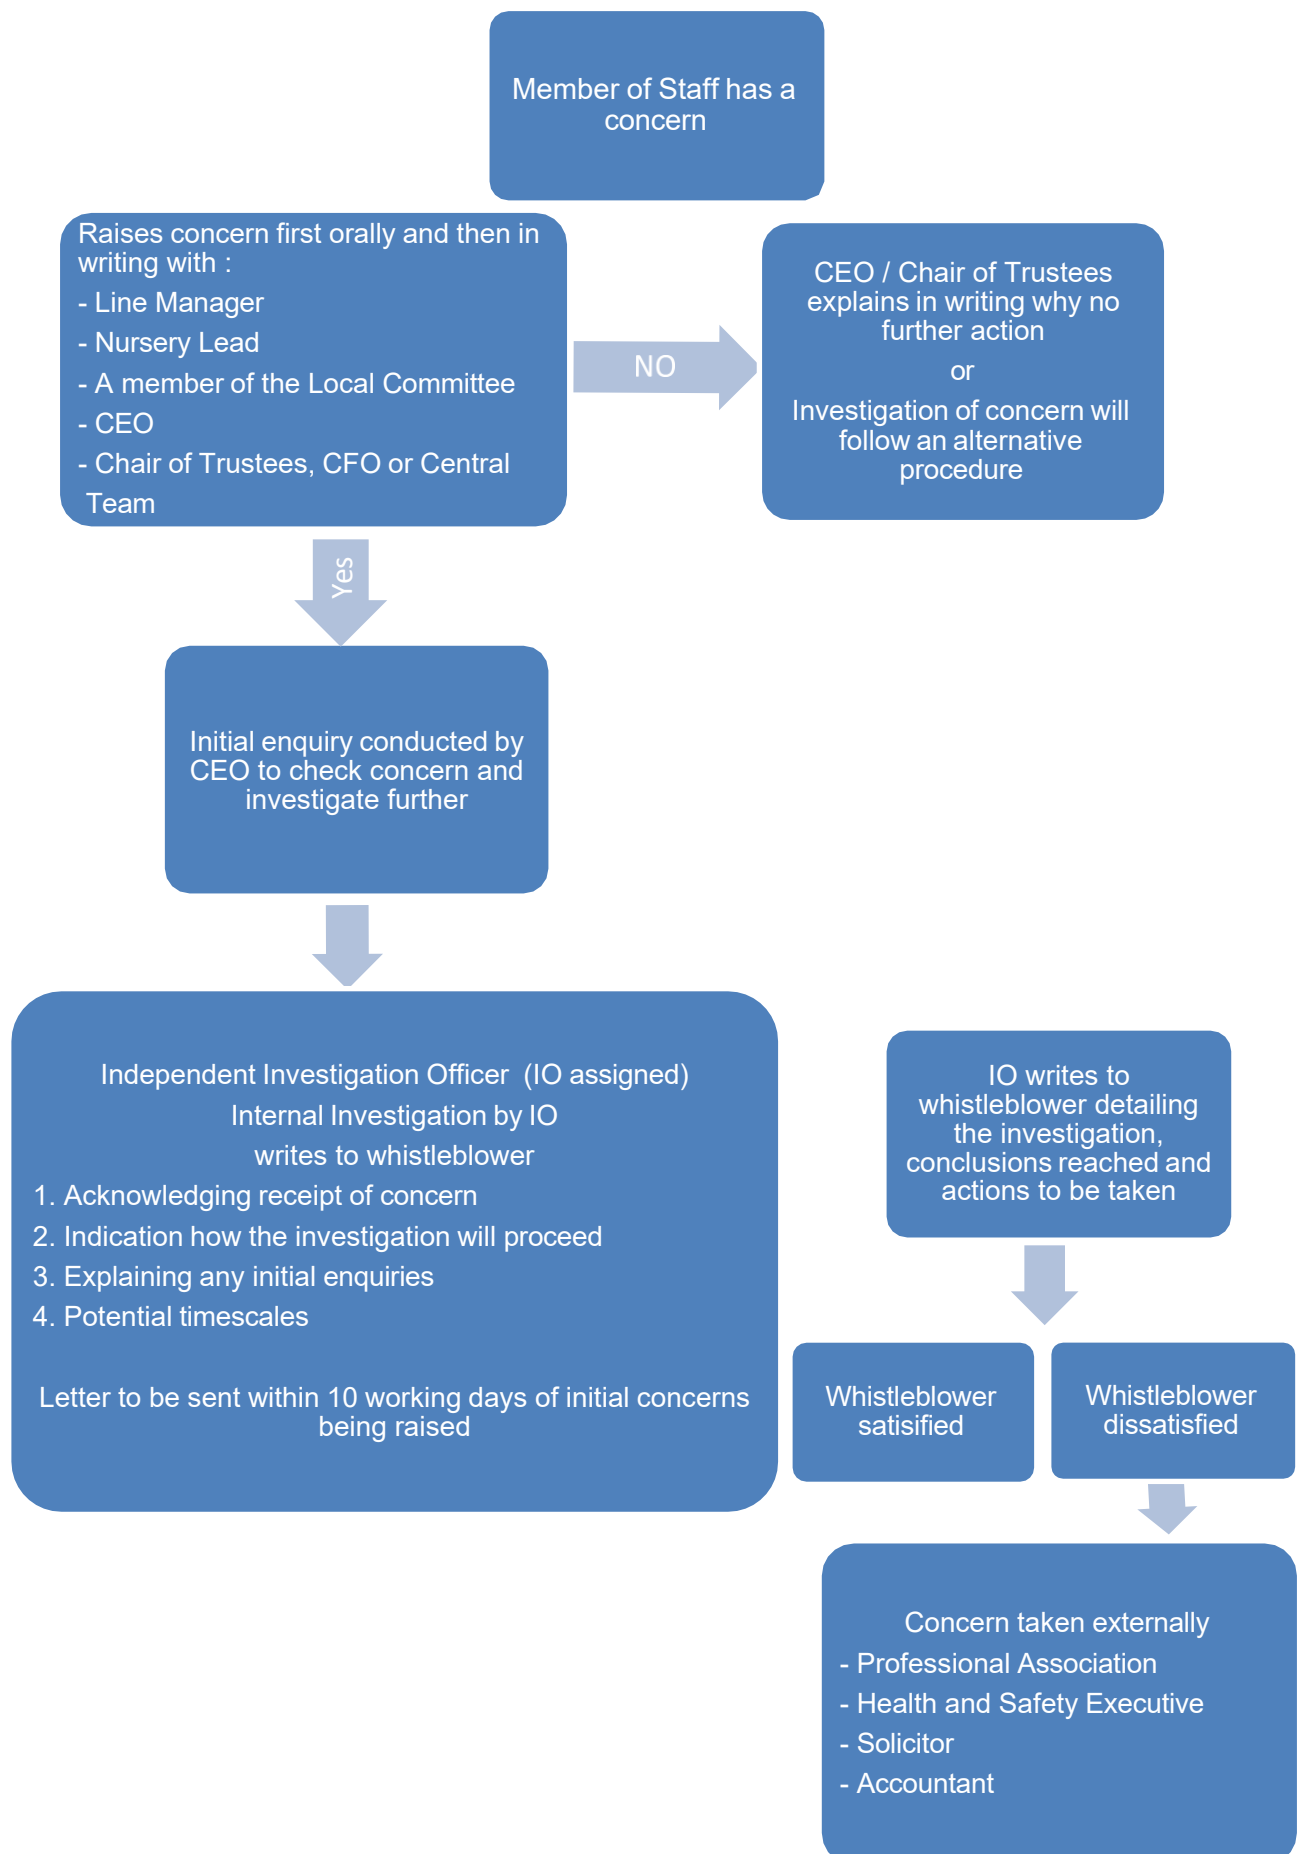 Member of Staff has a
concern
Raises concern first orally and then in
writing with :
- Line Manager
- Nursery Lead
- A member of the Local Committee
- CEO
- Chair of Trustees, CFO or Central
Team
NO
CEO / Chair of Trustees
explains in writing why no
further action
or
Investigation of concern will
follow an alternative
procedure
Yes
Initial enquiry conducted by
CEO to check concern and
investigate further
Independent Investigation Officer (IO assigned)
Internal Investigation by IO
writes to whistleblower
1. Acknowledging receipt of concern
2. Indication how the investigation will proceed
3. Explaining any initial enquiries
4. Potential timescales
Letter to be sent within 10 working days of initial concerns
being raised
IO writes to
whistleblower detailing
the investigation,
conclusions reached and
actions to be taken
Whistleblower
satisified
Whistleblower
dissatisfied
Concern taken externally
- Professional Association
- Health and Safety Executive
- Solicitor
- Accountant